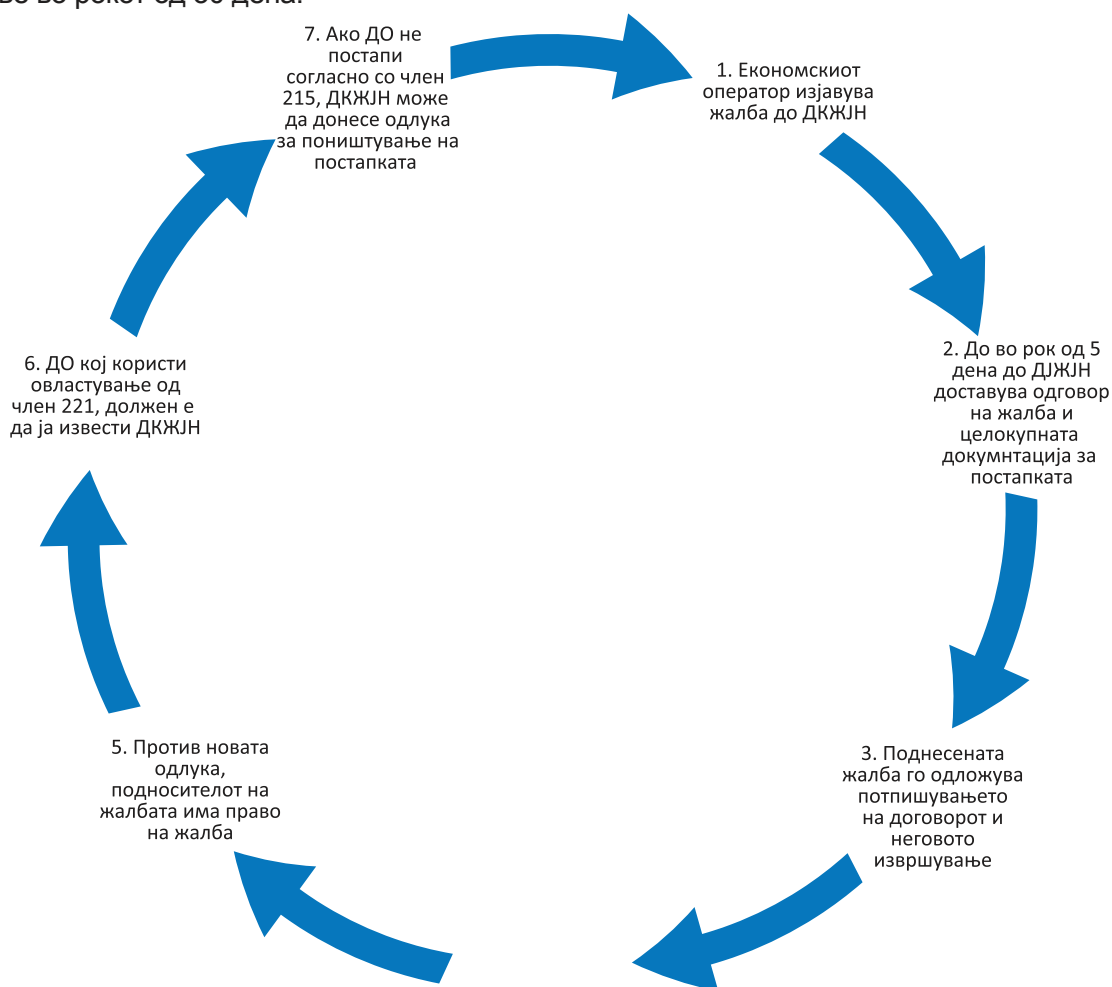 1. Економскиот
оператор изјавува
жалба до ДКЖЈН
2. До во рок од 5
дена до ДЈЖЈН
доставува одговор
на жалба и
целокупната
докумнтација за
постапката
3. Поднесената
жалба го одложува
потпишувањето
на договорот и
неговото
извршување
5. Против новата
одлука,
подносителот на
жалбата има право
на жалба
6. ДО кој користи
овластување од
член 221, должен е
да ја извести ДКЖЈН
7. Ако ДО не
постапи
согласно со член
215, ДКЖЈН може
да донесе одлука
за поништување на
постапката